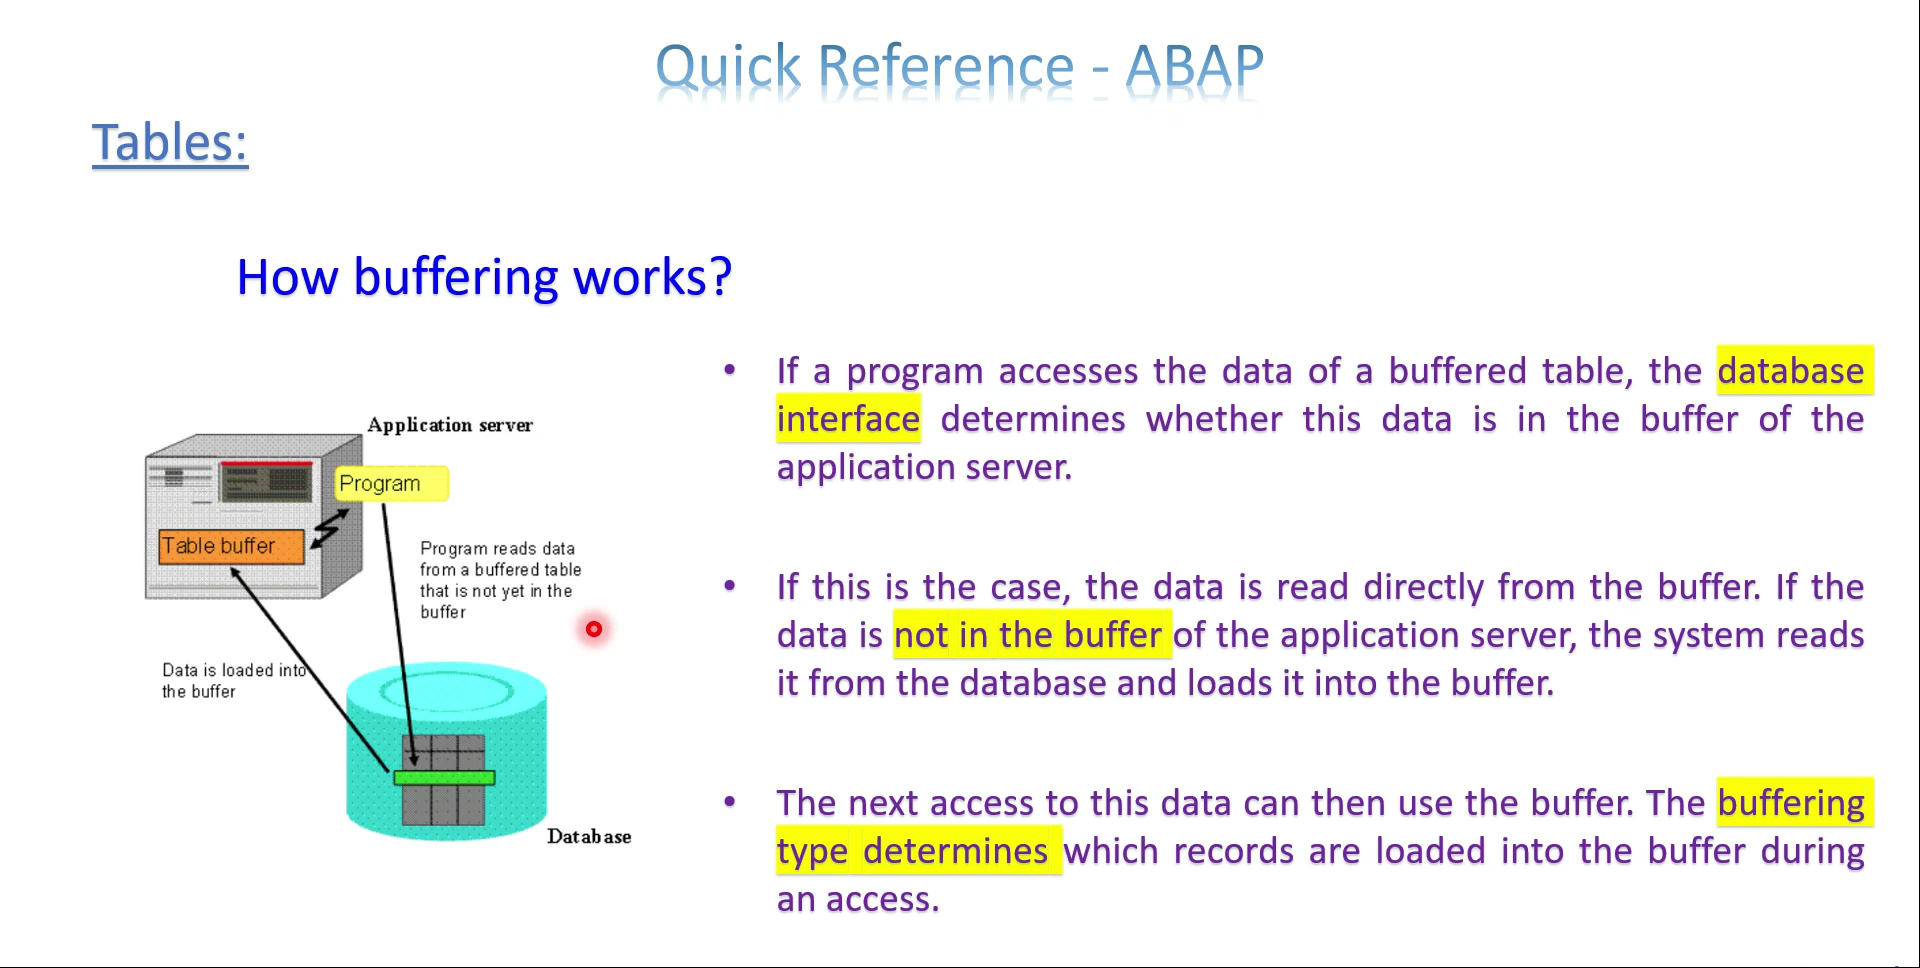 Quick Reference - ABAP
Tables:
How buffering works?
Application server
Program
Table buffer
Program reads data
from a buffered table
that is not yet in the
buffer
Data is loaded into
the buffer
Database
• If a program accesses the data of a buffered table, the database
interface determines whether this data is in the buffer of the
application server.
• If this is the case, the data is read directly from the buffer. If the
data is not in the buffer of the application server, the system reads
it from the database and loads it into the buffer.
• The next access to this data can then use the buffer. The buffering
type determines which records are loaded into the buffer during
an access.